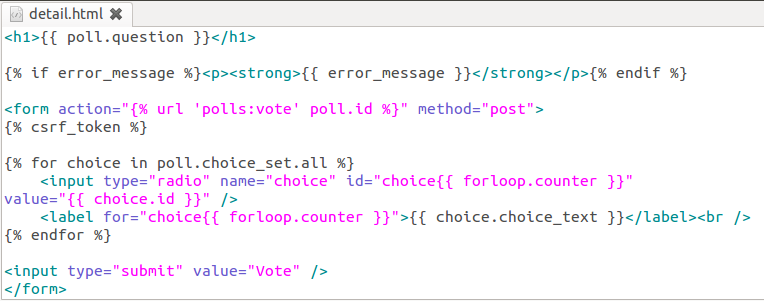 detail.html
<h1>{{ poll.question }}</h1>
{% if error_message %}<p><strong>{{ error_message }}</strong></p>{% endif %}
<form action="{% url 'polls:vote' poll.id %}" method="post">
{% csrf_token %}
{% for choice in poll.choice_set.all %}
    <input type="radio" name="choice" id="choice{{ forloop.counter }}"
value="{{ choice.id }}" />
    <label for="choice{{ forloop.counter }}">{{ choice.choice_text }}</label><br />
{% endfor %}
<input type="submit" value="Vote" />
</form>